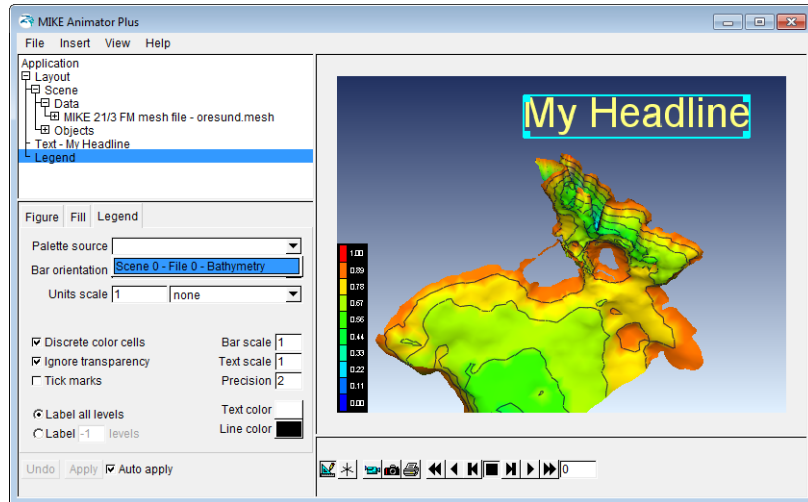 MIKE Animator Plus
File Insert View Help
Application
Layout
Scene
Data
MIKE 21/3 FM mesh file - oresund.mesh
Objects
Text - My Headline
Legend
Figure Fill Legend
Palette source
Bar orientation
Scene 0 - File 0 - Bathymetry
Units scale 1 none
Discrete color cells Bar scale 1
Ignore transparency Text scale 1
Tick marks Precision 2
Label all levels Text color
Label -1 levels Line color
Undo Apply Auto apply
My Headline
1.00
0.89
0.78
0.67
0.56
0.44
0.33
0.22
0.11
0.00
0